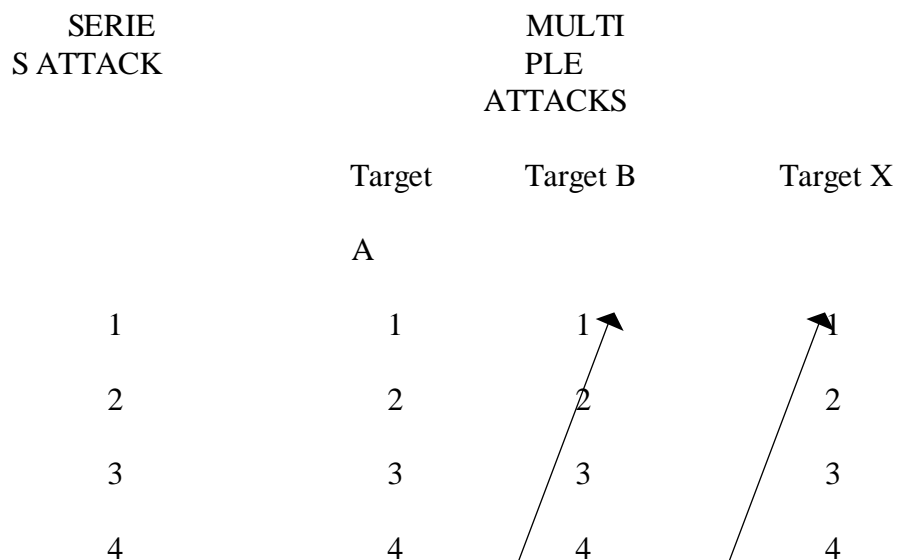 SERIE MULTI
S ATTACK PLE
ATTACKS
Target Target B Target X
A
1 1 1 1
2 2 2 2
3 3 3 3
4 4 4 4